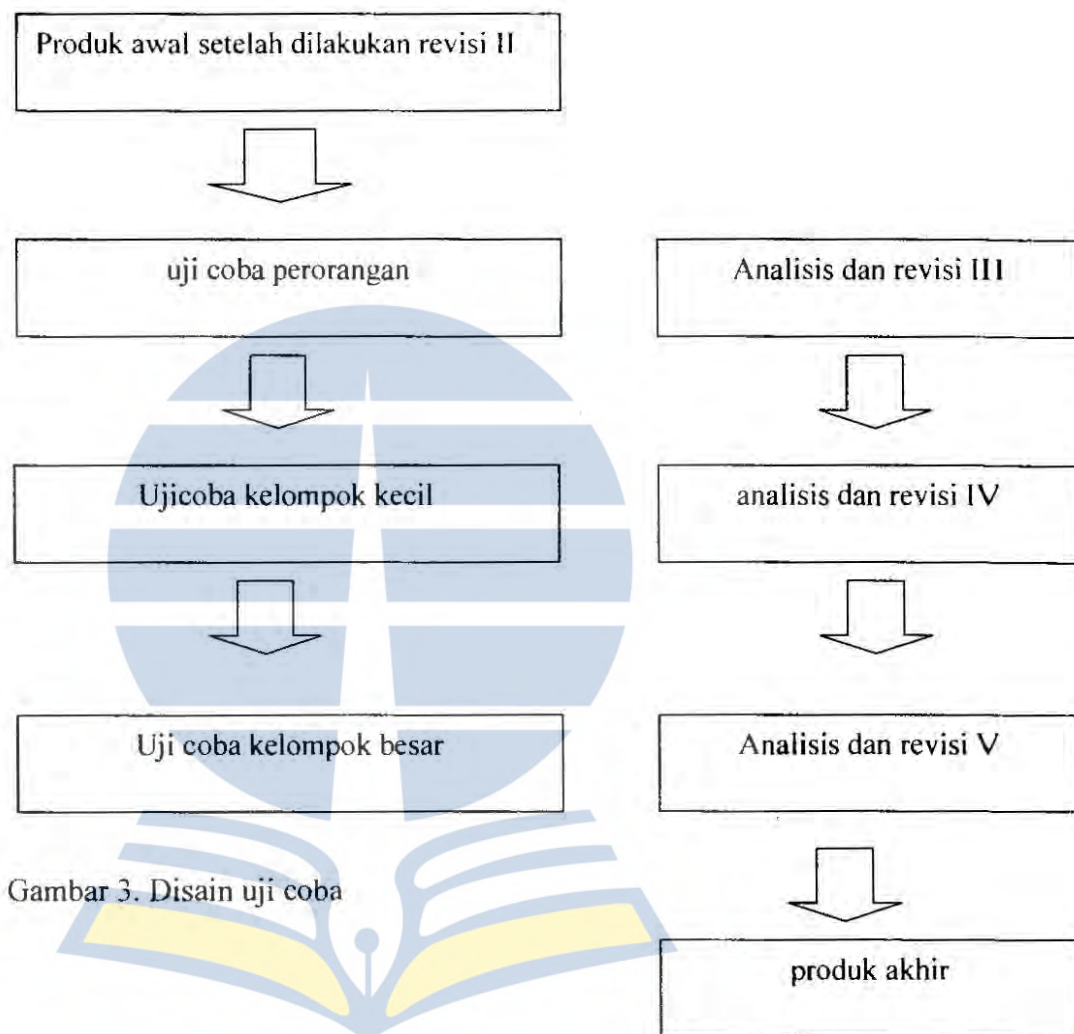 Produk awal setelah dilakukan revisi II
uji coba perorangan
Analisis dan revisi III
Ujicoba kelompok kecil
analisis dan revisi IV
Uji coba kelompok besar
Analisis dan revisi V
Gambar 3. Disain uji coba
produk akhir